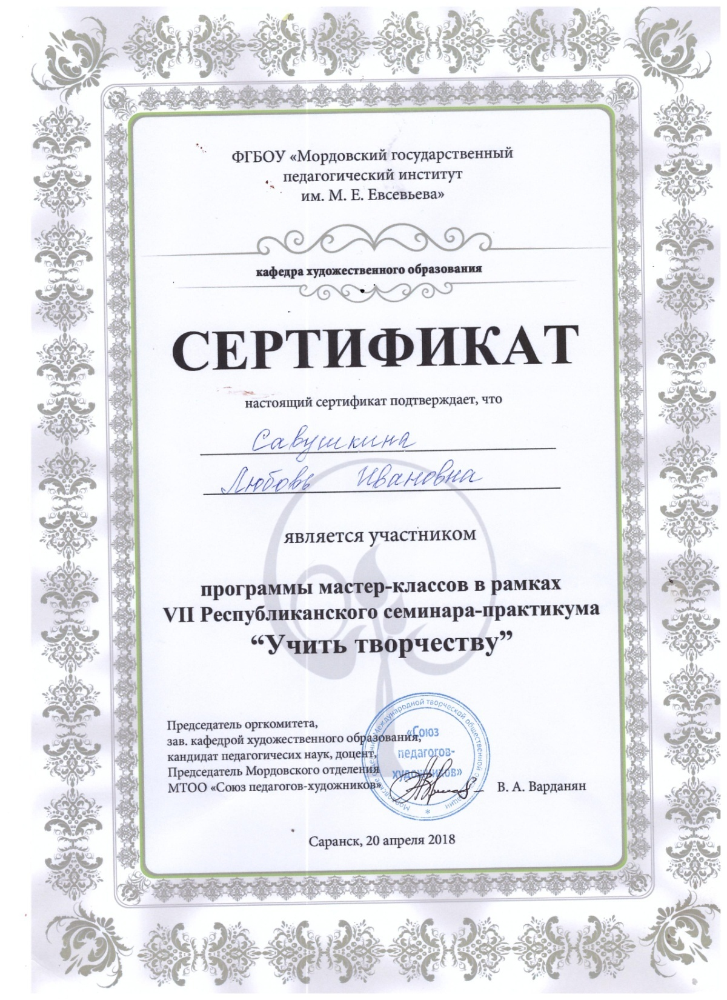 ФГБОУ «Мордовский государственный
педагогический институт
им. М. Е. Евсевьева»
кафедра художественного образования
СЕРТИФИКАТ
настоящий сертификат подтверждает, что
Савушкина
Любовь Ивановна
является участником
программы мастер-классов в рамках
VII Республиканского семинара-практикума
“Учить творчеству”
Председатель оргкомитета,
зав. кафедрой художественного образования,
кандидат педагогичесих наук, доцент,
Председатель Мордовского отделения
МТОО «Союз педагогов-художников»
В. А. Варданян
Международной творческой общественной
«Союз
педагогов-
художников»
Саранск, 20 апреля 2018